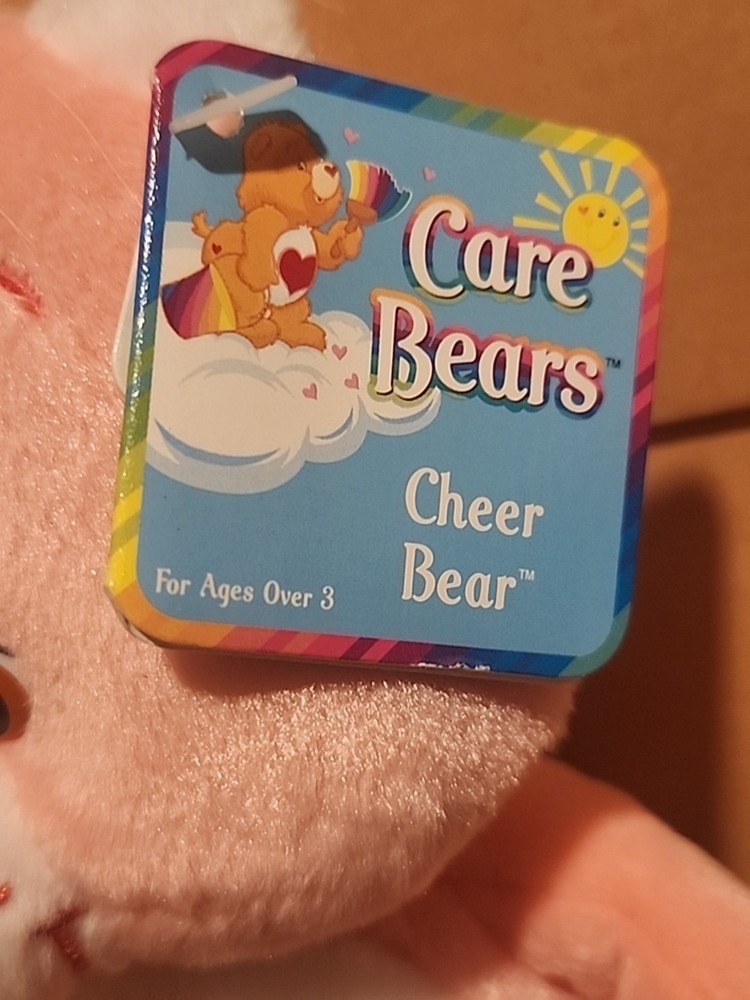 Care
Bears™
Cheer
Bear™
For Ages Over 3